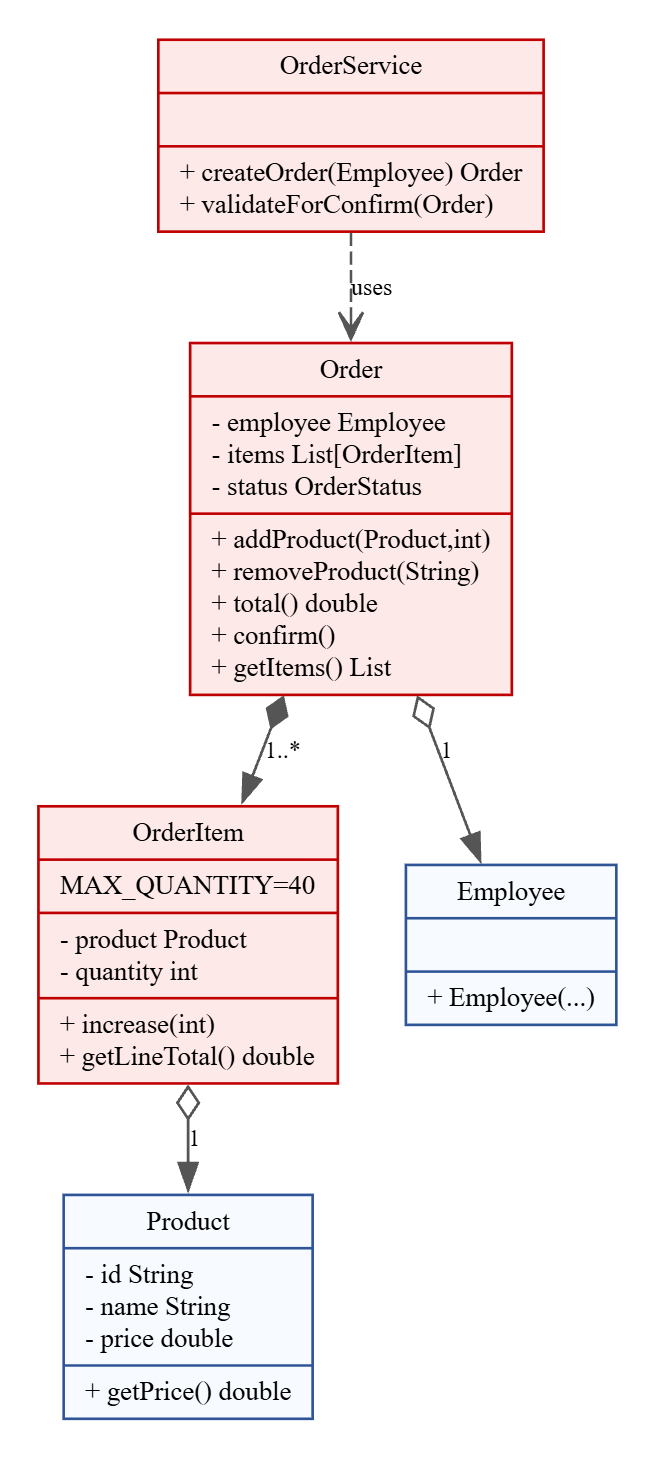 OrderService
+ createOrder(Employee) Order
+ validateForConfirm(Order)
uses
Order
- employee Employee
- items List[OrderItem]
- status OrderStatus
+ addProduct(Product,int)
+ removeProduct(String)
+ total() double
+ confirm()
+ getItems() List
1..*
1
OrderItem
MAX_QUANTITY=40
- product Product
- quantity int
+ increase(int)
+ getLineTotal() double
Employee
+ Employee(...)
1
Product
- id String
- name String
- price double
+ getPrice() double